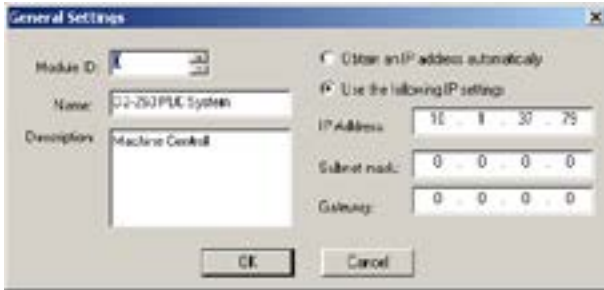 General Settings
Module ID:
Name: D2-250 PLC System
Description: Machine Control
Obtain an IP address automatically
Use the following IP settings
IP Address: 10 . 1 . 37 . 79
Subnet mask: 0 . 0 . 0 . 0
Gateway: 0 . 0 . 0 . 0
OK
Cancel